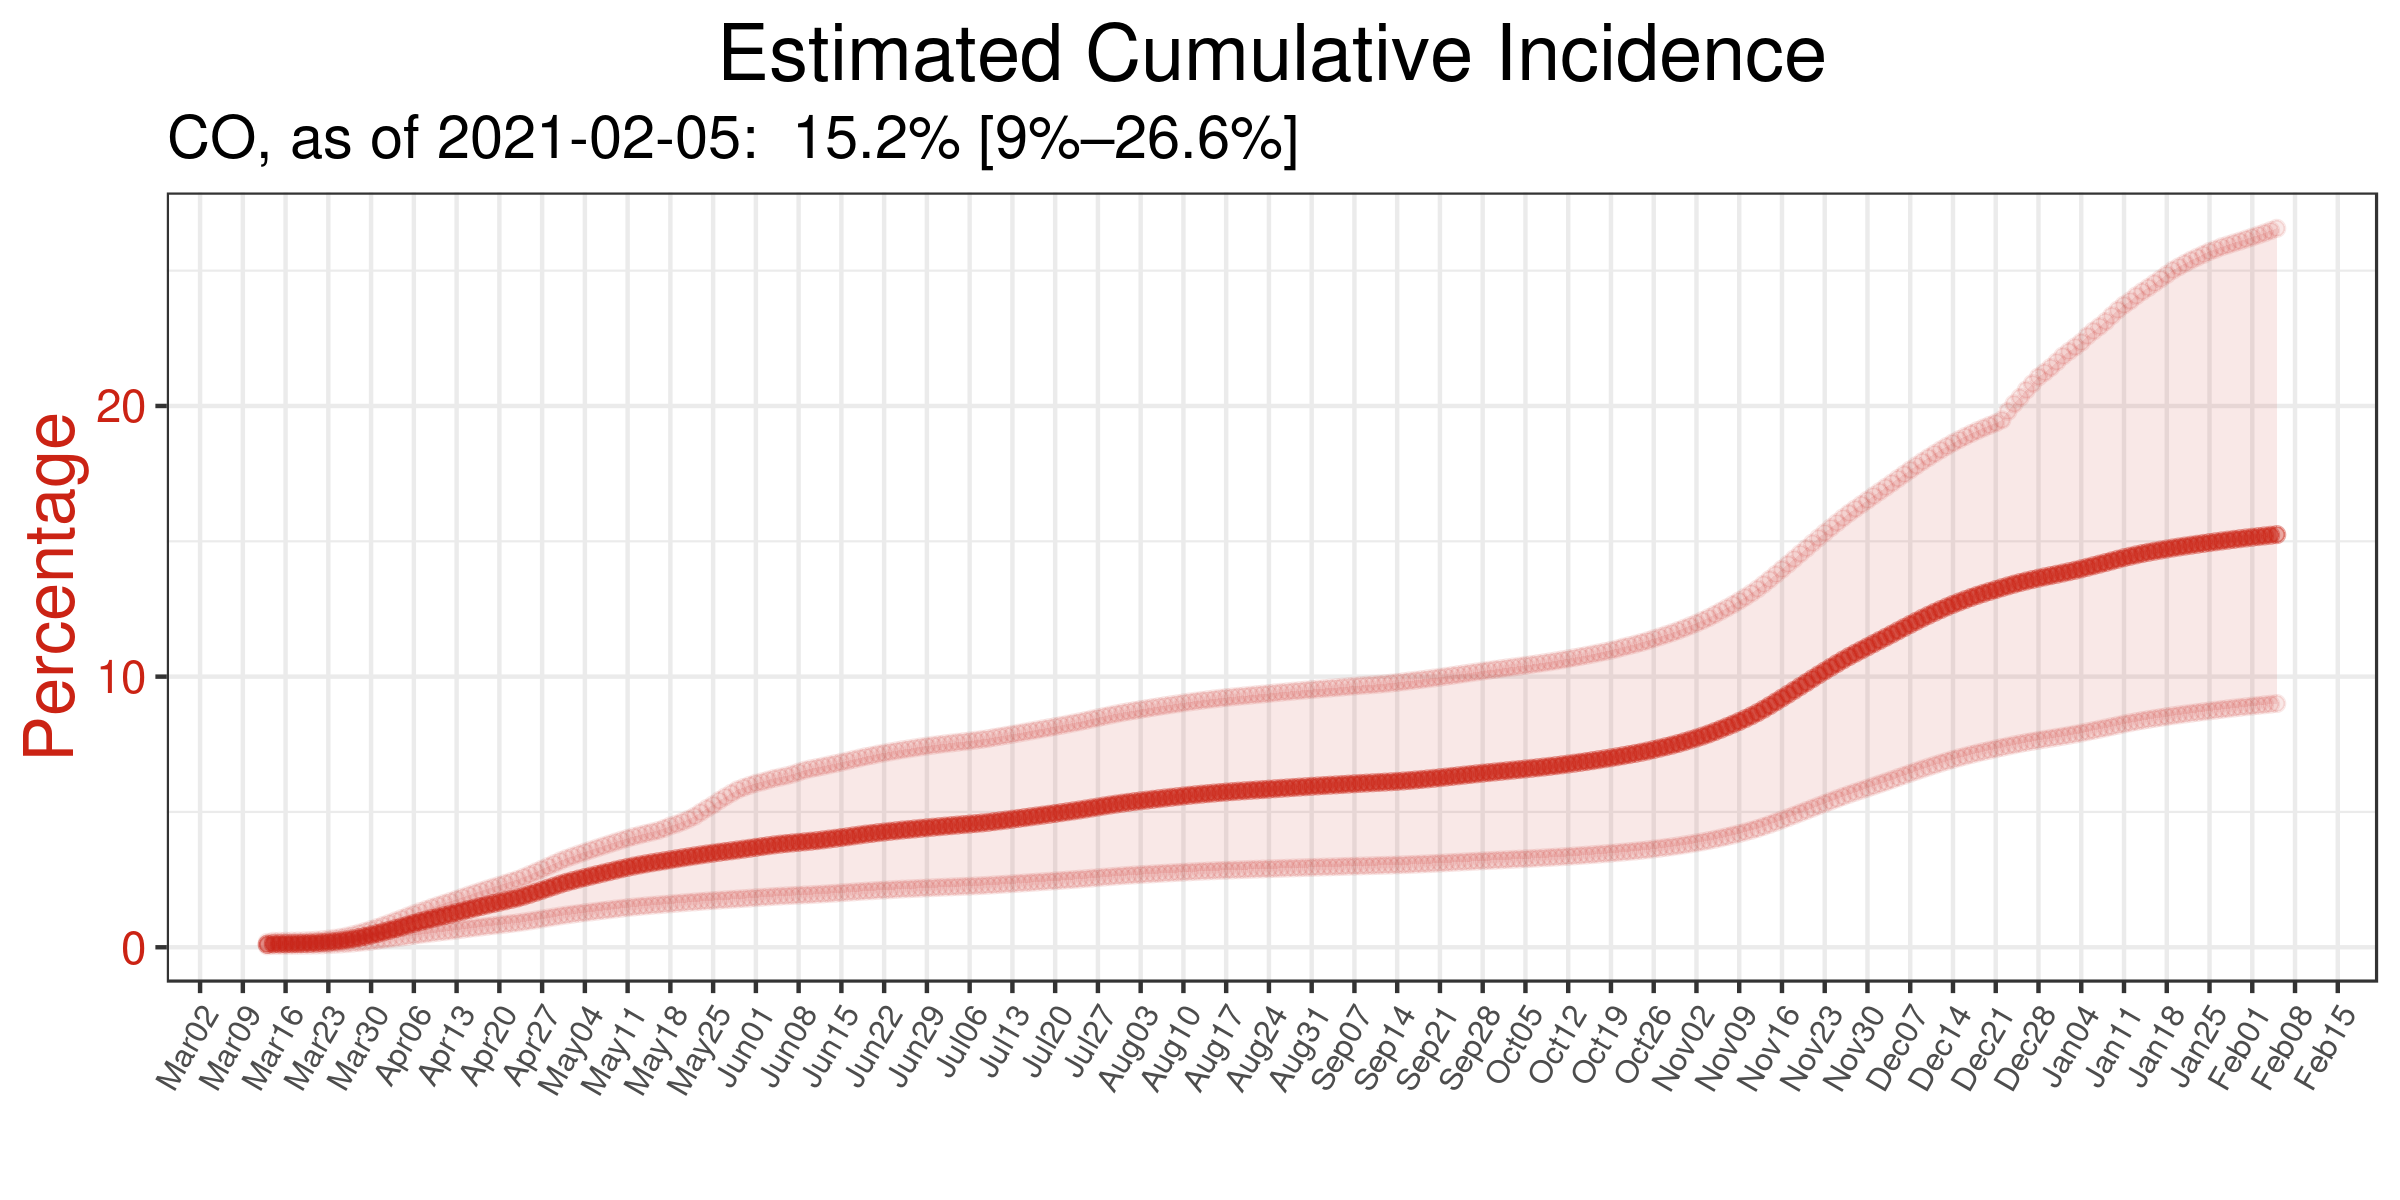 Estimated Cumulative Incidence
CO, as of 2021-02-05:  15.2% [9%–26.6%]
Percentage
20
10
0
Mar02
Mar09
Mar16
Mar23
Mar30
Apr06
Apr13
Apr20
Apr27
May04
May11
May18
May25
Jun01
Jun08
Jun15
Jun22
Jun29
Jul06
Jul13
Jul20
Jul27
Aug03
Aug10
Aug17
Aug24
Aug31
Sep07
Sep14
Sep21
Sep28
Oct05
Oct12
Oct19
Oct26
Nov02
Nov09
Nov16
Nov23
Nov30
Dec07
Dec14
Dec21
Dec28
Jan04
Jan11
Jan18
Jan25
Feb01
Feb08
Feb15